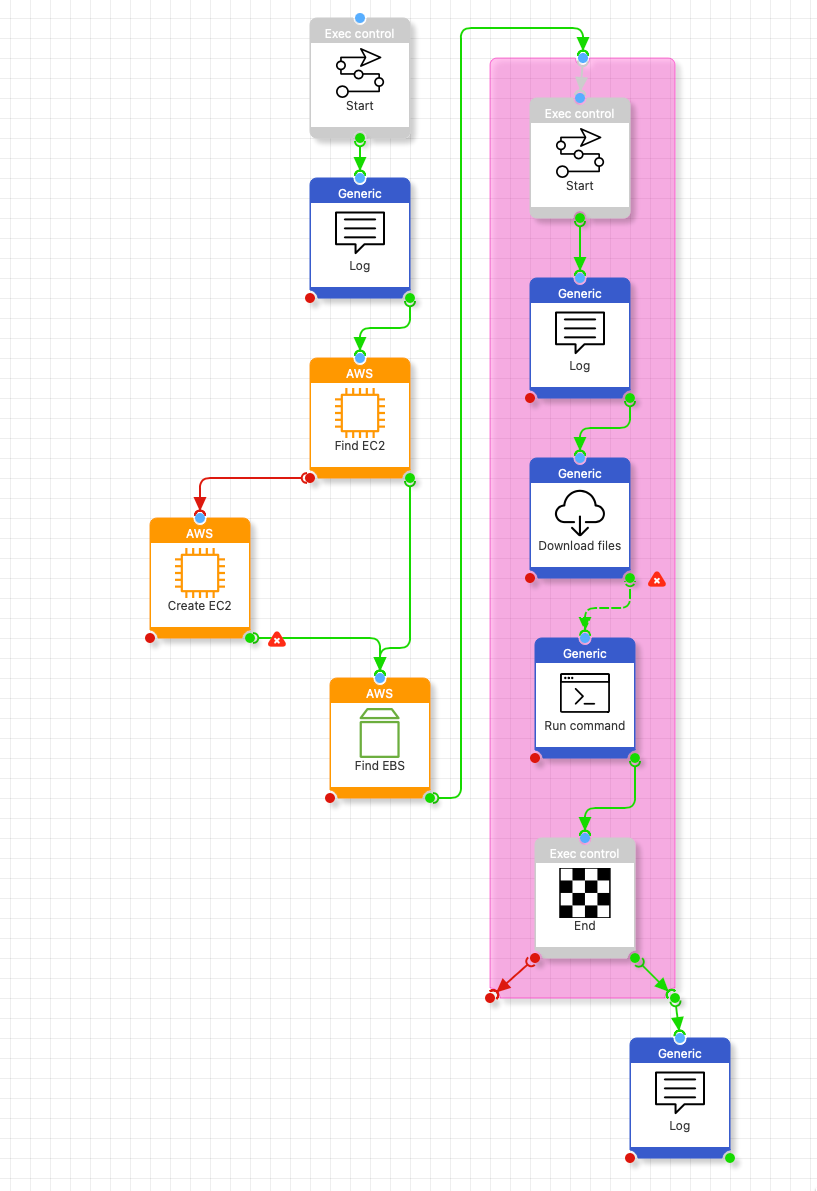 Exec control
Start
Generic
Log
AWS
Find EC2
AWS
Create EC2
AWS
Find EBS
Exec control
Start
Generic
Log
Generic
Download files
Generic
Run command
Exec control
End
Generic
Log